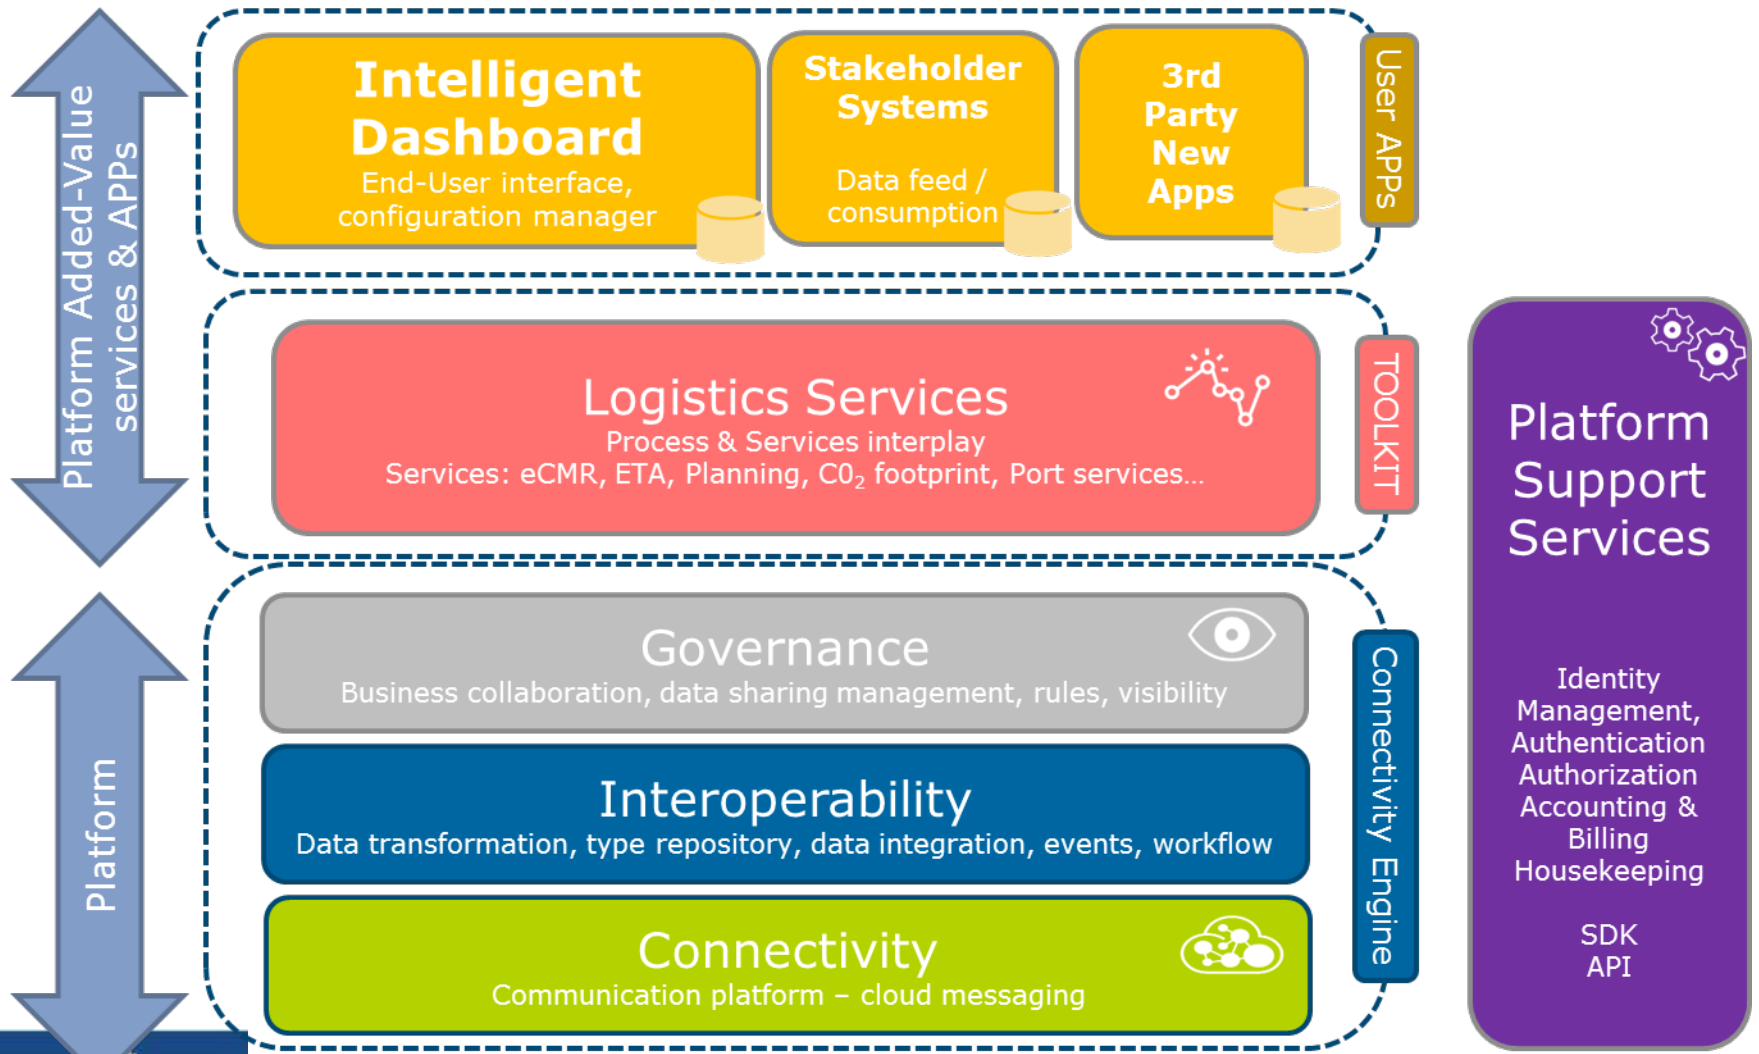 Platform Added-Value
services & APPs
Intelligent
Dashboard
End-User interface,
configuration manager
Stakeholder
Systems
Data feed /
consumption
3rd
Party
New
Apps
User APPs
Logistics Services
Process & Services interplay
Services: eCMR, ETA, Planning, C0₂ footprint, Port services...
TOOLKIT
Platform
Governance
Business collaboration, data sharing management, rules, visibility
Interoperability
Data transformation, type repository, data integration, events, workflow
Connectivity
Communication platform – cloud messaging
Connectivity Engine
Platform
Support
Services
Identity
Management,
Authentication
Authorization
Accounting &
Billing
Housekeeping
SDK
API